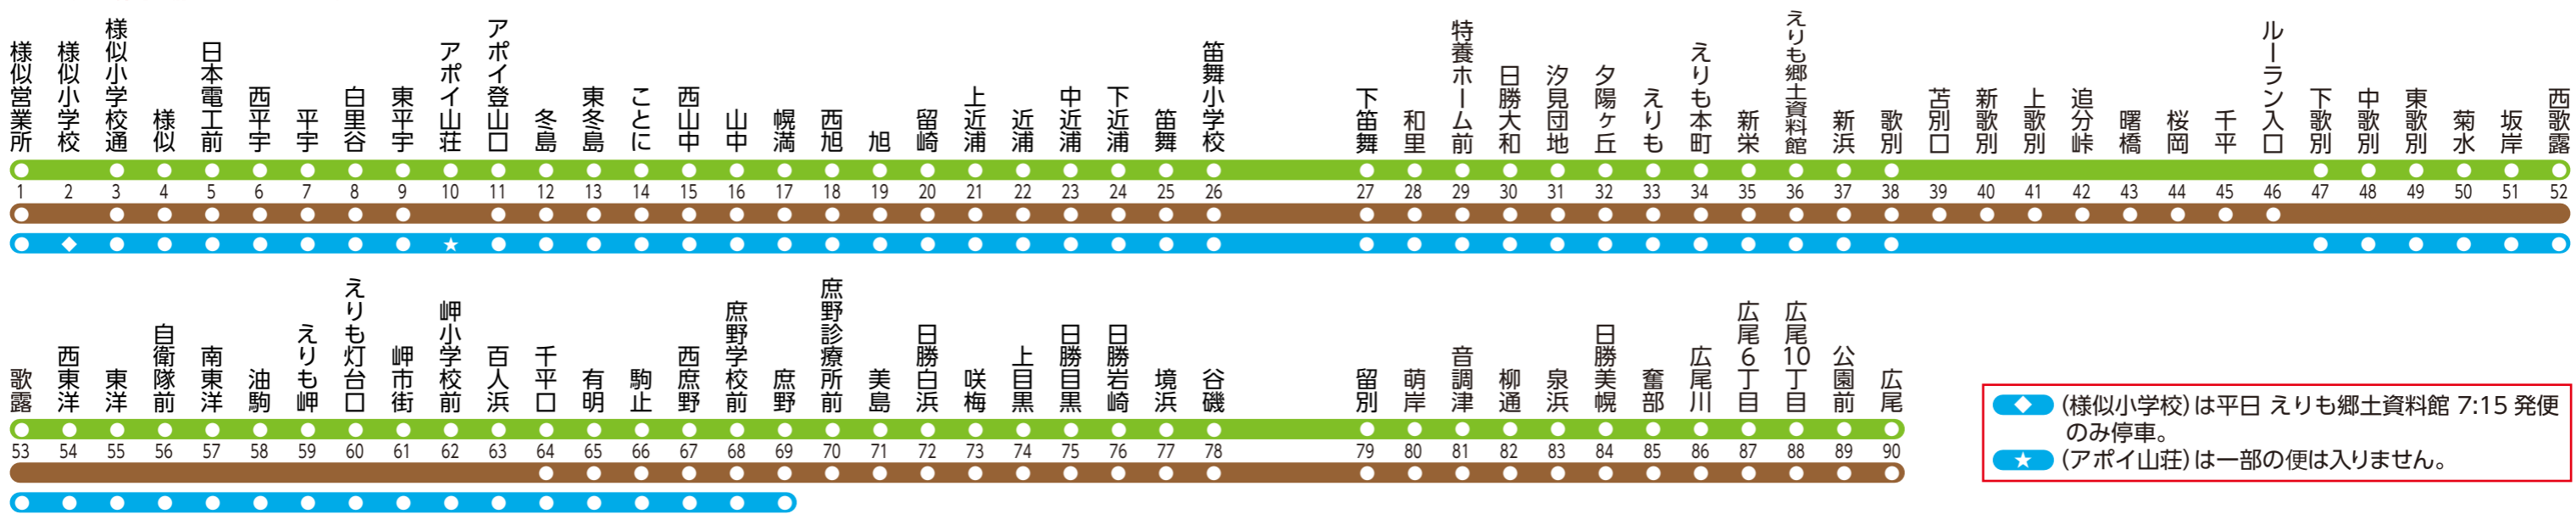 様似営業所
様似小学校
様似小学校通
様似
日本電工前
西平宇
平宇
白里谷
東平宇
アポイ山荘
アポイ登山口
冬島
東冬島
ことに
西山中
山中
幌満
西旭
旭
留崎
上近浦
近浦
中近浦
下近浦
笛舞
笛舞小学校
下笛舞
和里
特養ホーム前
日勝大和
汐見団地
夕陽ヶ丘
えりも
えりも本町
新栄
えりも郷土資料館
新浜
歌別
苫別口
新歌別
上歌別
追分峠
曙橋
桜岡
千平
ルーラン入口
下歌別
中歌別
東歌別
菊水
坂岸
西歌露
1 2 3 4 5 6 7 8 9 10 11 12 13 14 15 16 17 18 19 20 21 22 23 24 25 26 27 28 29 30 31 32 33 34 35 36 37 38 39 40 41 42 43 44 45 46 47 48 49 50 51 52
歌露
西東洋
東洋
自衛隊前
南東洋
油駒
えりも岬
えりも灯台口
岬市街
岬小学校前
百人浜
千平口
有明
駒止
西庶野
庶野学校前
庶野
庶野診療所前
美島
日勝白浜
咲梅
上目黒
日勝目黒
日勝岩崎
境浜
谷磯
留別
萌岸
音調津
柳通
泉浜
日勝美幌
奮部
広尾川
広尾6丁目
広尾10丁目
公園前
広尾
53 54 55 56 57 58 59 60 61 62 63 64 65 66 67 68 69 70 71 72 73 74 75 76 77 78 79 80 81 82 83 84 85 86 87 88 89 90
(様似小学校)は平日 えりも郷土資料館 7:15 発便
のみ停車。
(アポイ山荘)は一部の便は入りません。